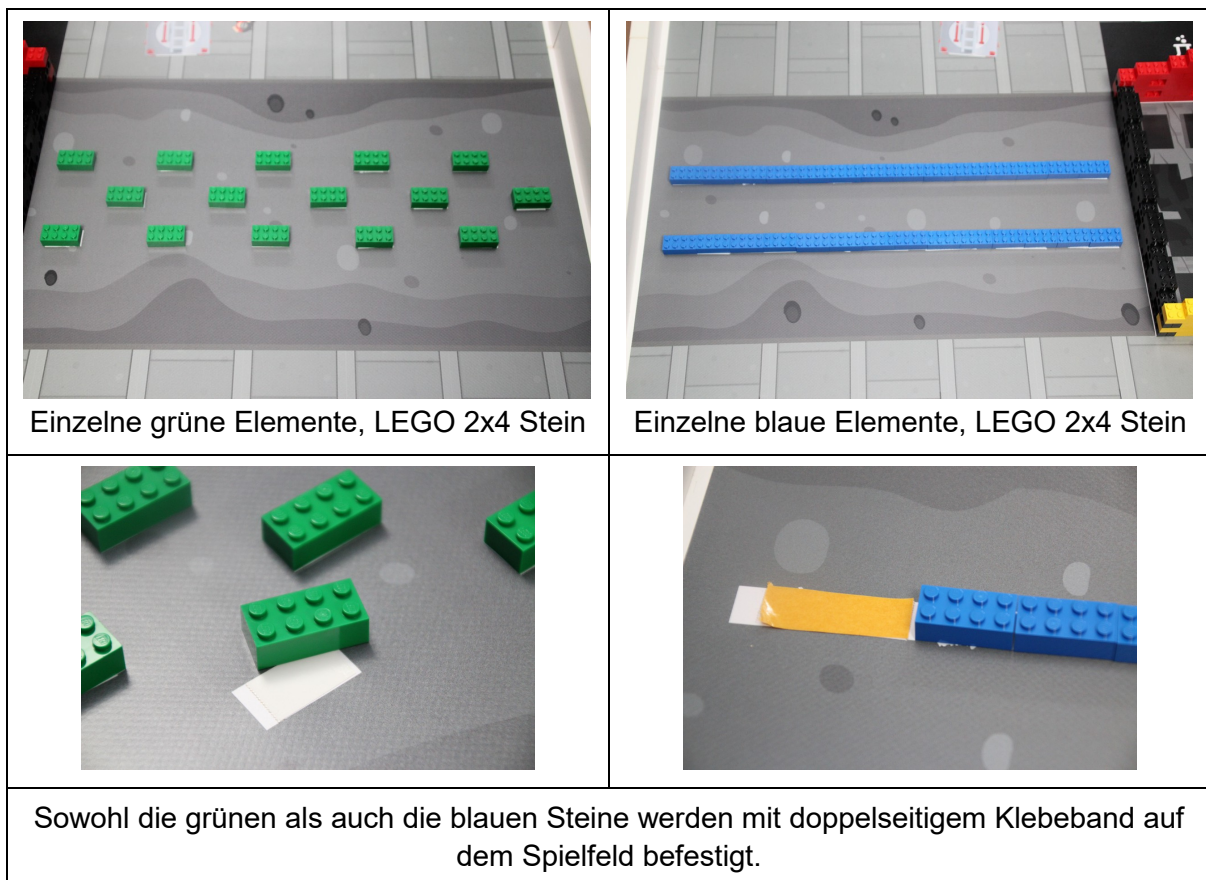 Einzelne grüne Elemente, LEGO 2x4 Stein
Einzelne blaue Elemente, LEGO 2x4 Stein
Sowohl die grünen als auch die blauen Steine werden mit doppelseitigem Klebeband auf
dem Spielfeld befestigt.